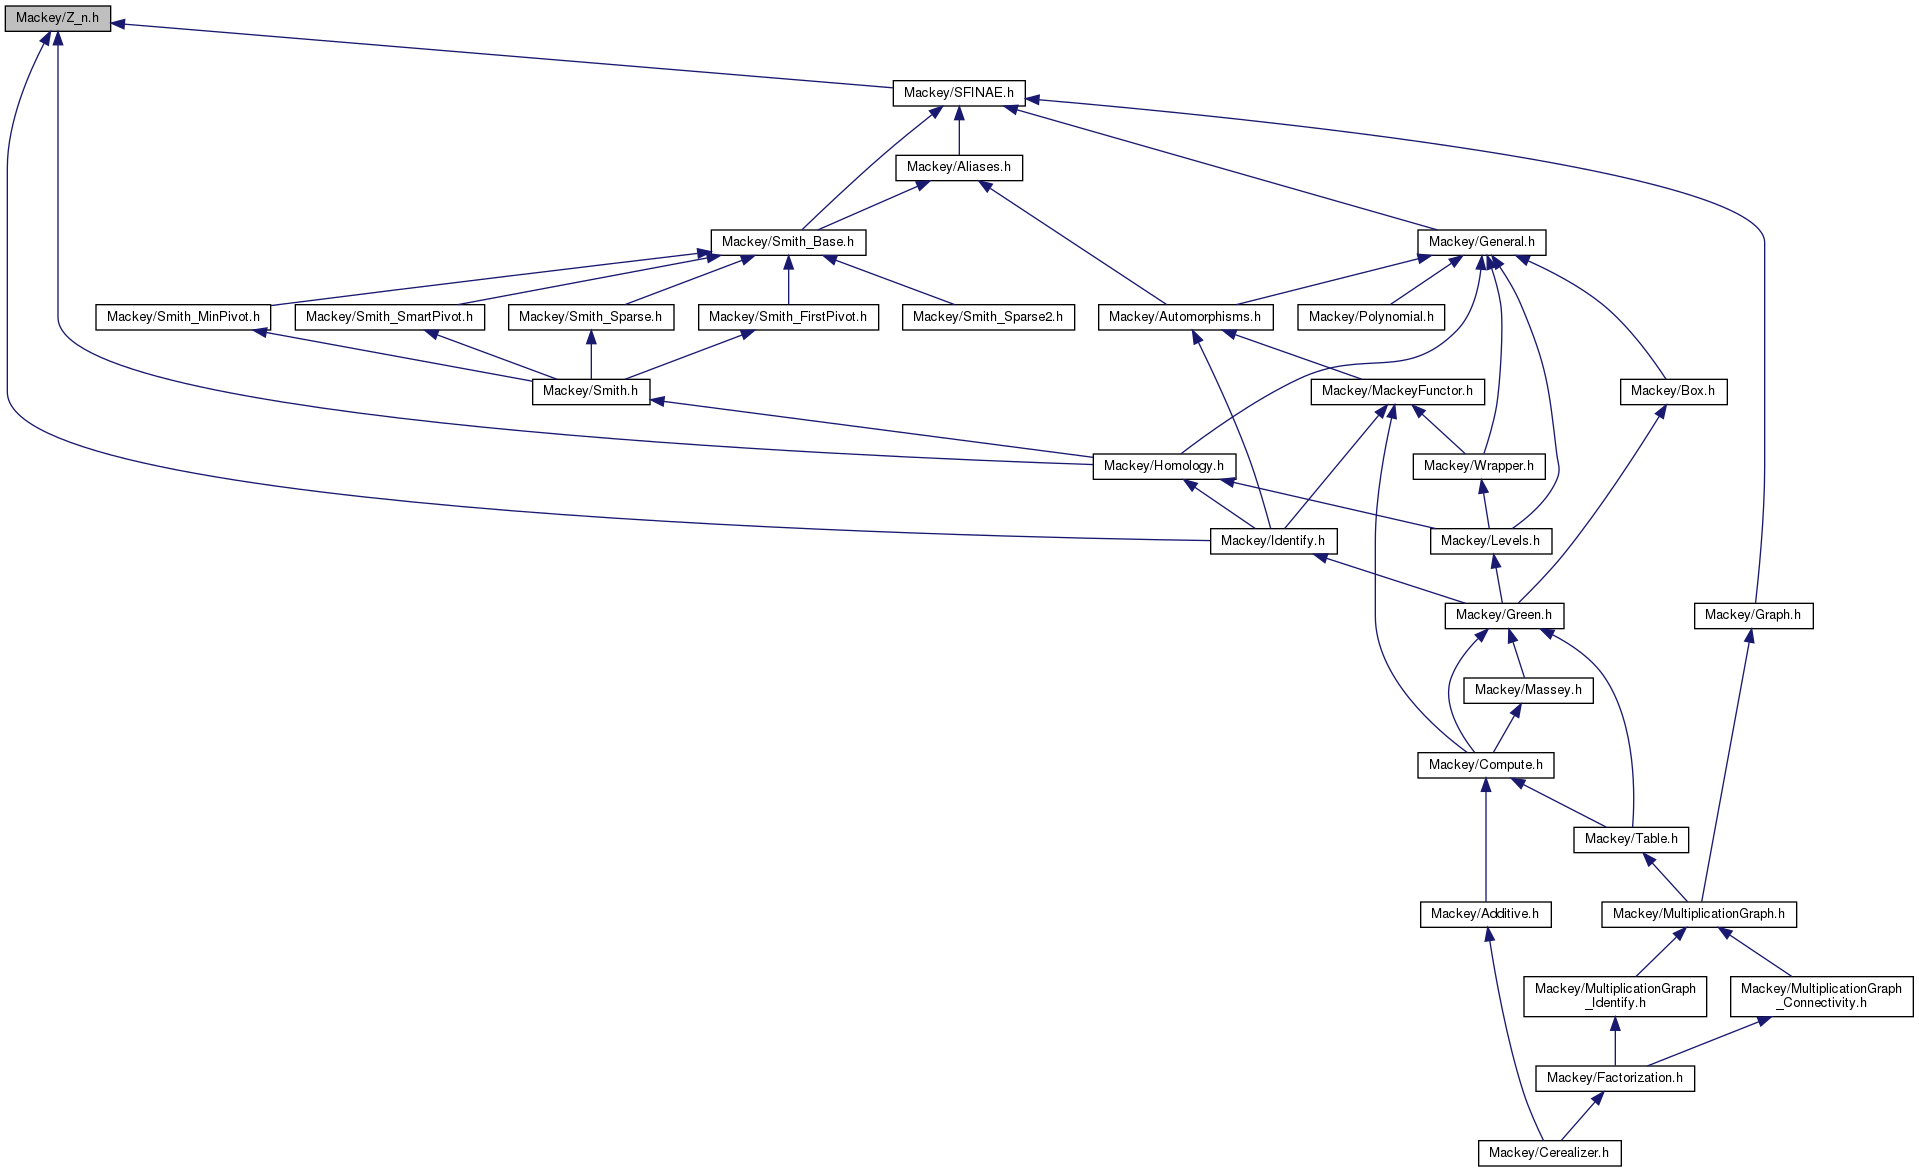 Mackey/Z_n.h
Mackey/SFINAE.h
Mackey/Aliases.h
Mackey/Smith_Base.h
Mackey/General.h
Mackey/Smith_MinPivot.h
Mackey/Smith_SmartPivot.h
Mackey/Smith_Sparse.h
Mackey/Smith_FirstPivot.h
Mackey/Smith_Sparse2.h
Mackey/Automorphisms.h
Mackey/Polynomial.h
Mackey/Smith.h
Mackey/MackeyFunctor.h
Mackey/Box.h
Mackey/Homology.h
Mackey/Wrapper.h
Mackey/Identify.h
Mackey/Levels.h
Mackey/Green.h
Mackey/Graph.h
Mackey/Massey.h
Mackey/Compute.h
Mackey/Table.h
Mackey/Additive.h
Mackey/MultiplicationGraph.h
Mackey/MultiplicationGraph
_Identify.h
Mackey/MultiplicationGraph
_Connectivity.h
Mackey/Factorization.h
Mackey/Cerealizer.h